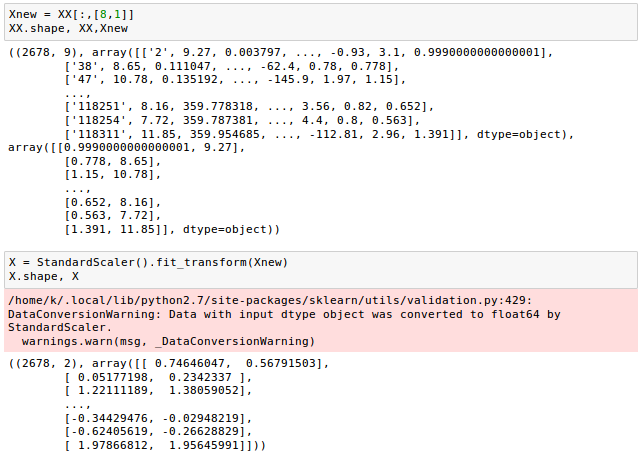 Xnew = XX[:,[8,1]]
XX.shape, XX,Xnew
((2678, 9), array([['2', 9.27, 0.003797, ..., -0.93, 3.1, 0.9990000000000001],
['38', 8.65, 0.111047, ..., -62.4, 0.78, 0.778],
['47', 10.78, 0.135192, ..., -145.9, 1.97, 1.15],
...,
['118251', 8.16, 359.778318, ..., 3.56, 0.82, 0.652],
['118254', 7.72, 359.787381, ..., 4.4, 0.8, 0.563],
['118311', 11.85, 359.954685, ..., -112.81, 2.96, 1.391]], dtype=object),
array([[0.9990000000000001, 9.27],
[0.778, 8.65],
[1.15, 10.78],
...,
[0.652, 8.16],
[0.563, 7.72],
[1.391, 11.85]], dtype=object))
X = StandardScaler().fit_transform(Xnew)
X.shape, X
/home/k/.local/lib/python2.7/site-packages/sklearn/utils/validation.py:429:
DataConversionWarning: Data with input dtype object was converted to float64 by
StandardScaler.
warnings.warn(msg, _DataConversionWarning)
((2678, 2), array([[ 0.74646047,  0.56791503],
[ 0.05177198,  0.2342337 ],
[ 1.22111189,  1.38059052],
...,
[-0.34429476, -0.02948219],
[-0.62405619, -0.26628829],
[ 1.97866812,  1.95645991]]))